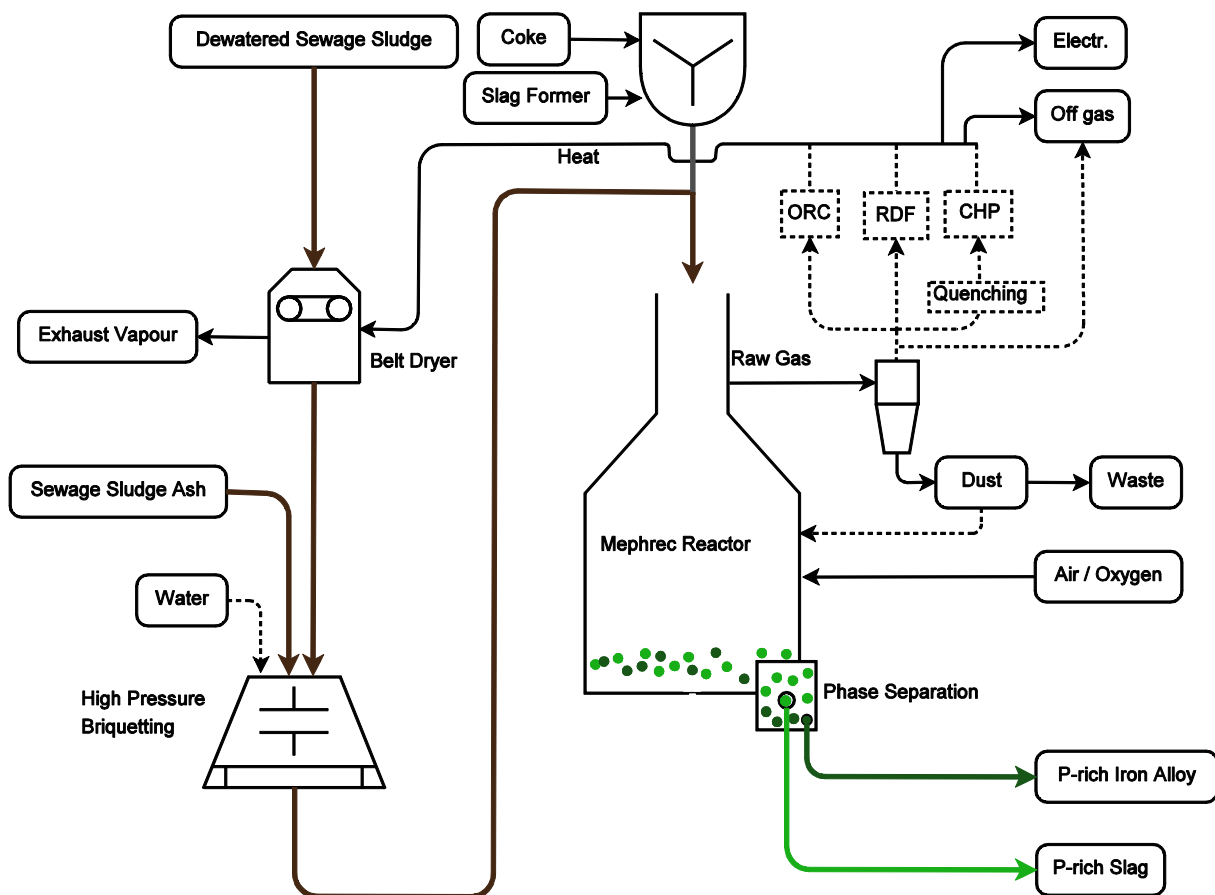 Dewatered Sewage Sludge
Coke
Slag Former
Electr.
Off gas
Heat
ORC
RDF
CHP
Quenching
Exhaust Vapour
Belt Dryer
Raw Gas
Sewage Sludge Ash
Dust
Waste
Mephrec Reactor
Air / Oxygen
Water
High Pressure
Briquetting
Phase Separation
P-rich Iron Alloy
P-rich Slag